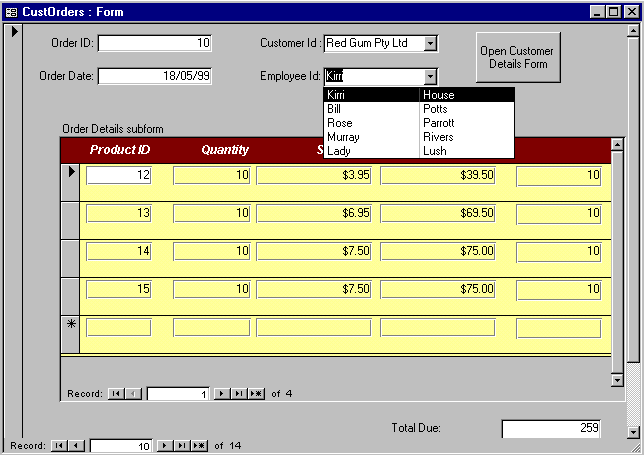 CustOrders : Form
Order ID: 10 Customer Id : Red Gum Pty Ltd
Open Customer Details Form
Order Date: 18/05/99 Employee Id: Kirri
Kirri House
Bill Potts
Rose Parrott
Murray Rivers
Lady Lush
Order Details subform
Product ID Quantity S
12 10 $3.95 $39.50 10
13 10 $6.95 $69.50 10
14 10 $7.50 $75.00 10
15 10 $7.50 $75.00 10
Record: 1 of 4
Total Due: 259
Record: 10 of 14